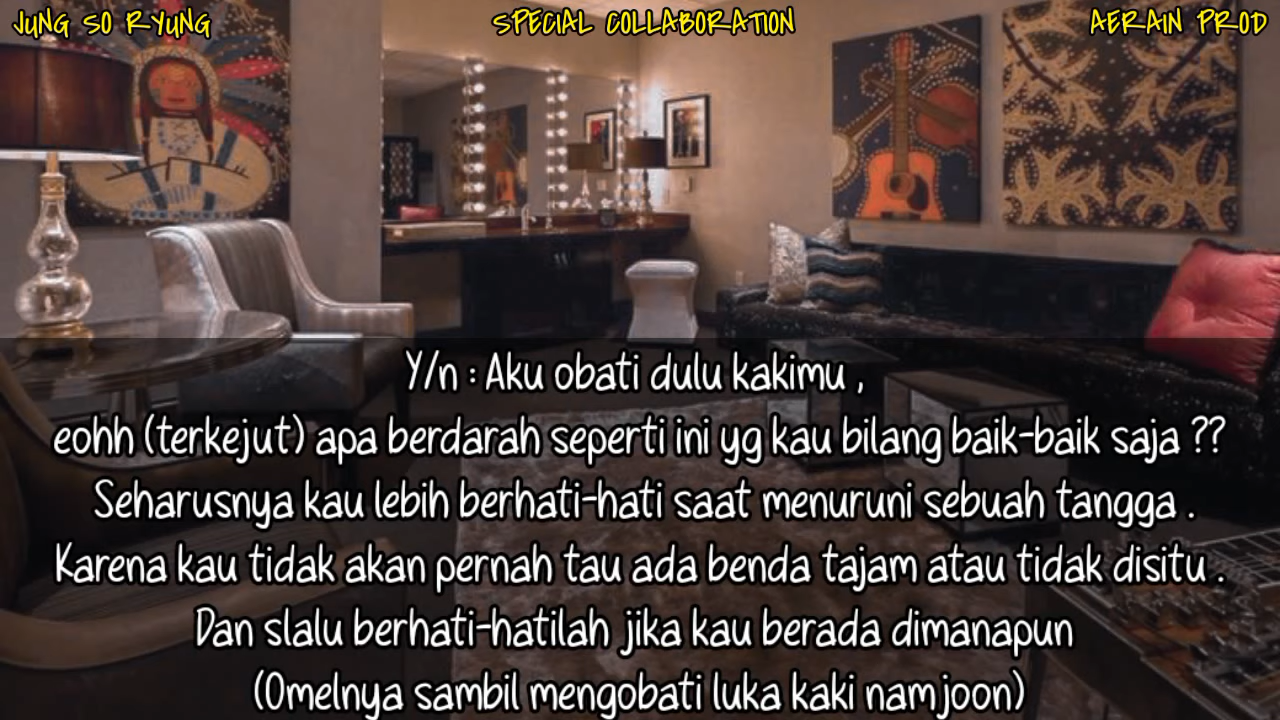 JUNG SO RYUNG
SPECIAL COLLABORATION
AERAIN PROD
Y/n : Aku obati dulu kakimu ,
eohh (terkejut) apa berdarah seperti ini yg kau bilang baik-baik saja ??
Seharusnya kau lebih berhati-hati saat menuruni sebuah tangga .
Karena kau tidak akan pernah tau ada benda tajam atau tidak disitu .
Dan slalu berhati-hatilah jika kau berada dimanapun
(Omelnya sambil mengobati luka kaki namjoon)